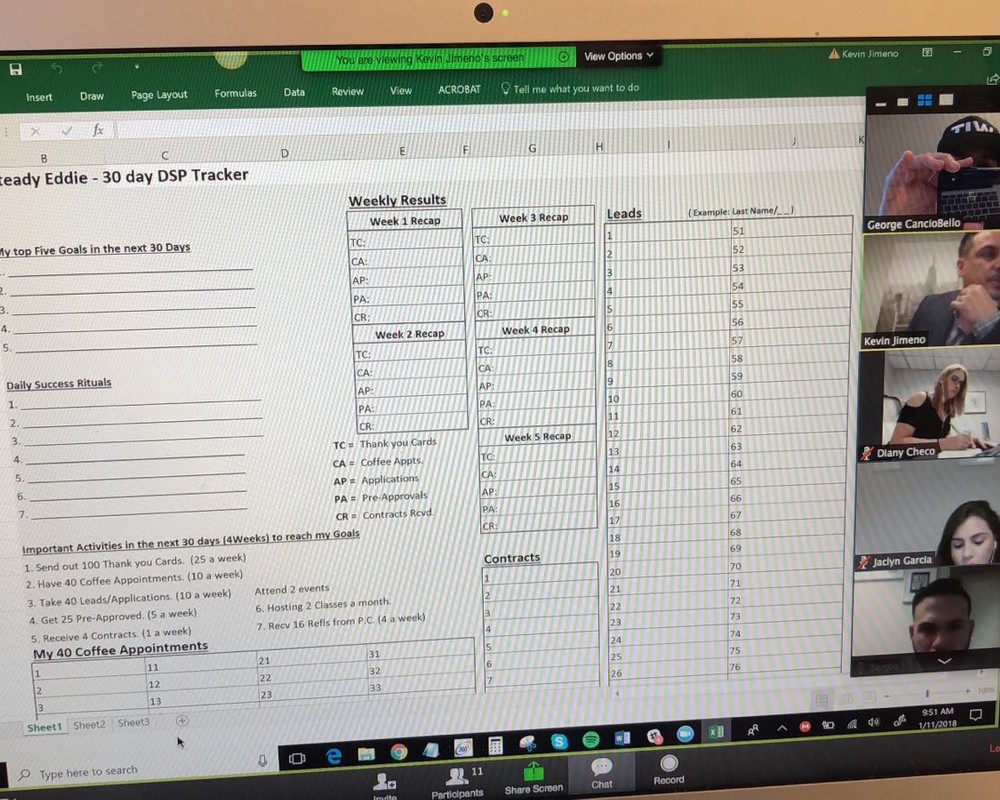 You are viewing Kevin Jimeno's screen
View Options
Kevin Jimeno
Insert Draw Page Layout Formulas Data Review View ACROBAT Tell me what you want to do
fx
B C D E F G H I J K
teady Eddie - 30 day DSP Tracker
My top Five Goals in the next 30 Days
2.
3.
4.
5.
Daily Success Rituals
1.
2.
3.
4.
5.
6.
7.
Important Activities in the next 30 days (4Weeks) to reach my Goals
1. Send out 100 Thank you Cards. (25 a week)
2. Have 40 Coffee Appointments. (10 a week)
3. Take 40 Leads/Applications. (10 a week)
4. Get 25 Pre-Approved. (5 a week)
5. Receive 4 Contracts. (1 a week)
Attend 2 events
6. Hosting 2 Classes a month.
7. Recv 16 Refls from P.C. (4 a week)
My 40 Coffee Appointments
1 11 21 31
2 12 22 32
3 13 23 33
Weekly Results
Week 1 Recap
TC:
CA:
AP:
PA:
CR:
Week 2 Recap
TC:
CA:
AP:
PA:
CR:
TC = Thank you Cards
CA = Coffee Appts.
AP = Applications
PA = Pre-Approvals
CR = Contracts Rcvd.
Week 3 Recap
TC:
CA:
AP:
PA:
CR:
Week 4 Recap
TC:
CA:
AP:
PA:
CR:
Week 5 Recap
TC:
CA:
AP:
PA:
CR:
Contracts
1
2
3
4
5
6
7
Leads ( Example: Last Name/__ )
1 51
2 52
3 53
4 54
5 55
6 56
7 57
8 58
9 59
10 60
11 61
12 62
13 63
14 64
15 65
16 66
17 67
18 68
19 69
20 70
21 71
22 72
23 73
24 74
25 75
26 76
TIW
George CancioBello
Kevin Jimeno
Diany Checo
Jaclyn Garcia
Sheet1 Sheet2 Sheet3
100%
Type here to search
9:51 AM
1/11/2018
Invite
Participants 11
Share Screen
Chat
Record